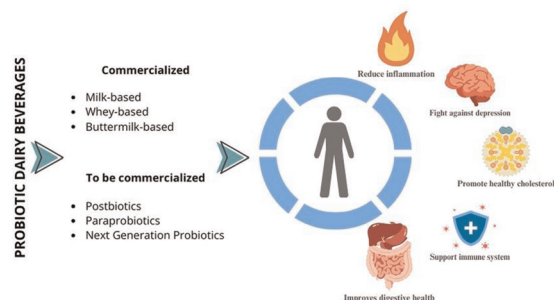 PROBIOTIC DAIRY BEVERAGES
Commercialized
• Milk-based
• Whey-based
• Buttermilk-based
To be commercialized
• Postbiotics
• Paraprobiotics
• Next Generation Probiotics
Reduce inflammation
Fight against depression
Promote healthy cholesterol
Support immune system
Improves digestive health